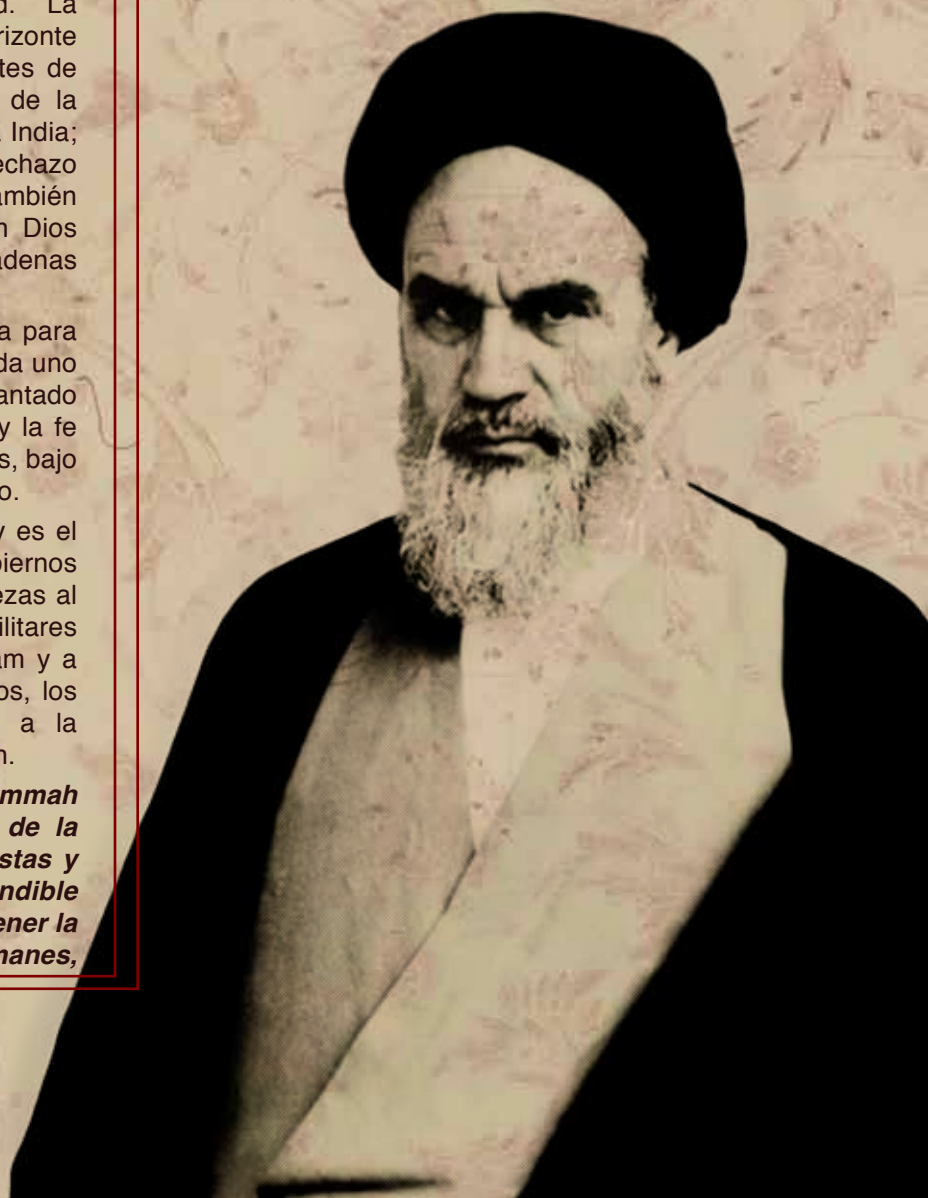 La
rizonte
tes de
de la
India;
echazo
ambién
Dios
adenas
a para
da uno
antado
y la fe
s, bajo
o.
y es el
biernos
ezas al
ilitares
am y a
os, los
a la
n.
mmah
de la
stas y
ndible
ener la
manes,